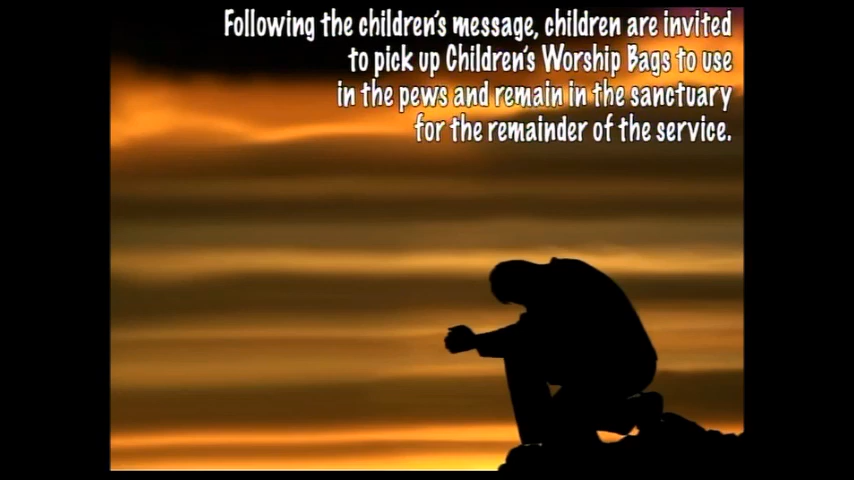 Following the children's message, children are invited
to pick up Children's Worship Bags to use
in the pews and remain in the sanctuary
for the remainder of the service.